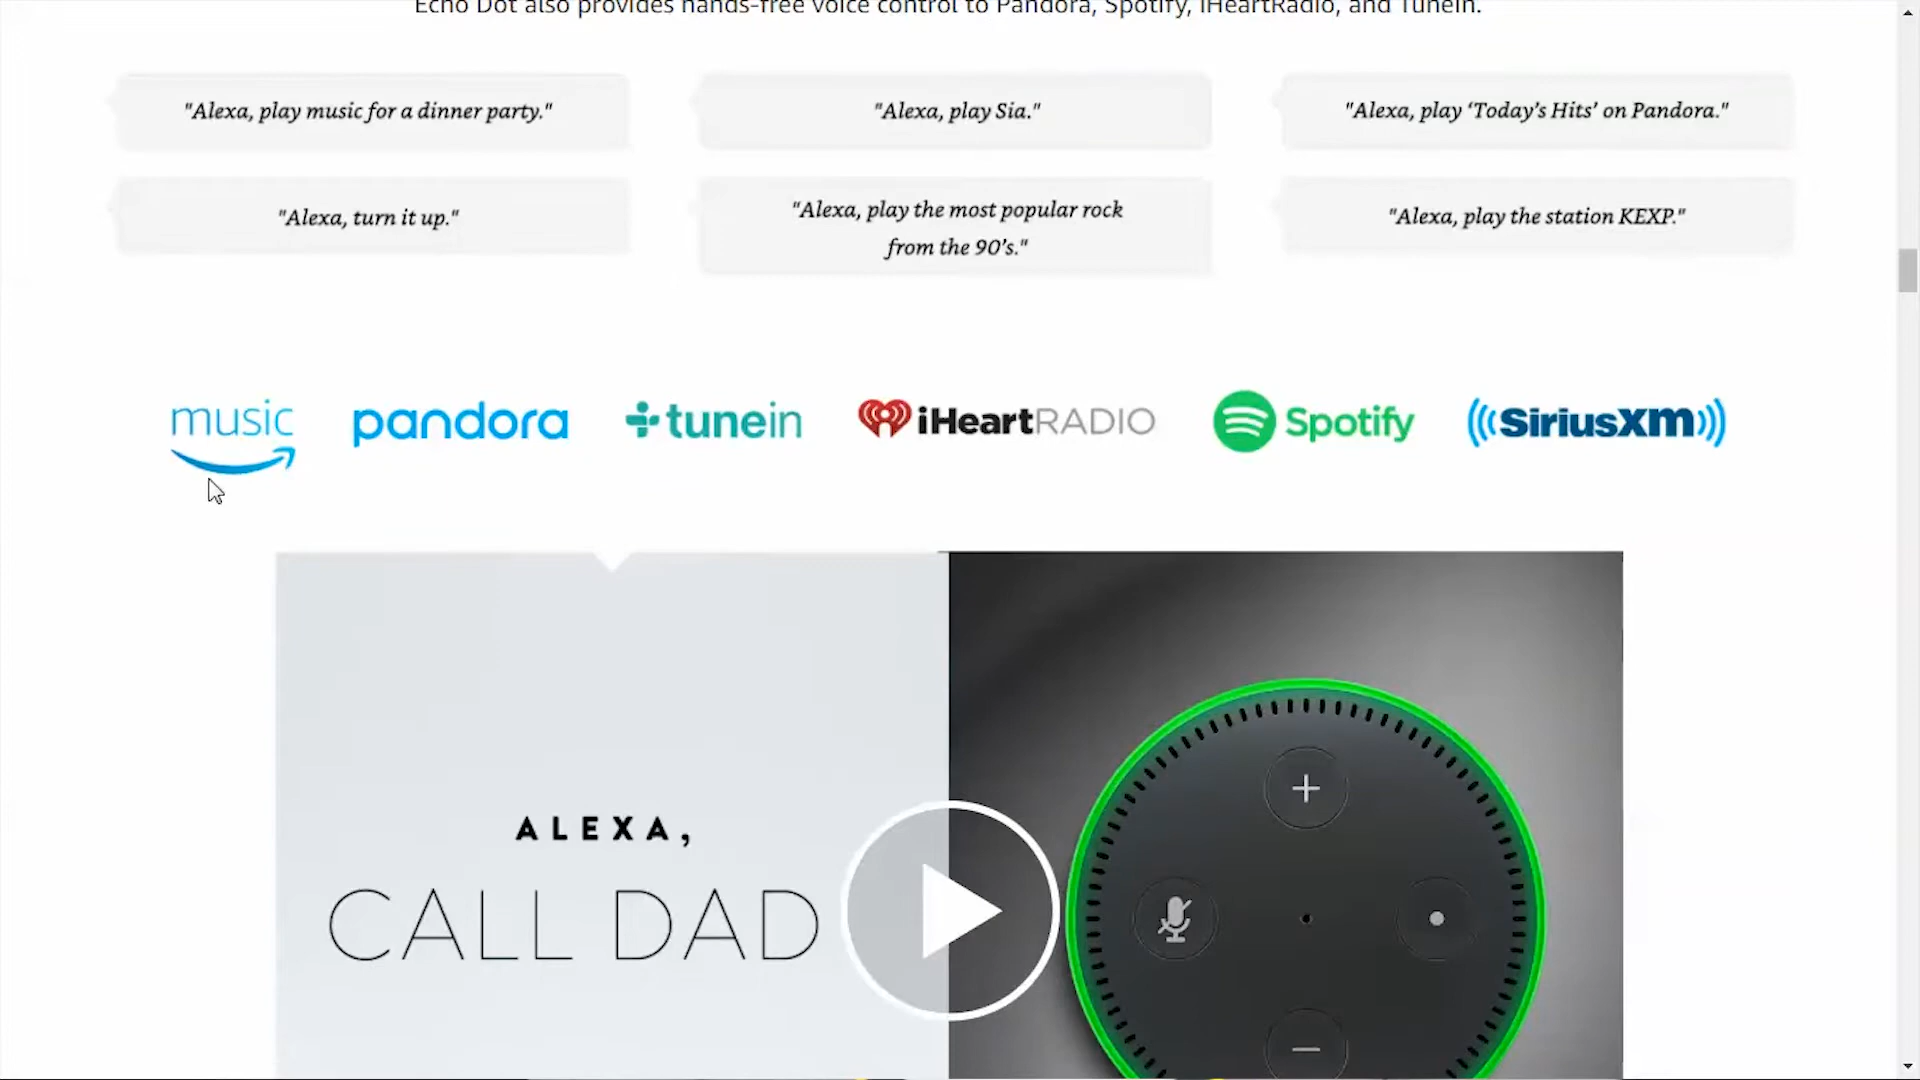 Echo Dot also provides hands-free voice control to Pandora, Spotify, iHeartRadio, and TuneIn.
"Alexa, play music for a dinner party."
"Alexa, play Sia."
"Alexa, play ‘Today’s Hits’ on Pandora."
"Alexa, turn it up."
"Alexa, play the most popular rock
from the 90’s."
"Alexa, play the station KEXP."
music
pandora
tunein
iHeartRADIO
Spotify
SiriusXM
ALEXA,
CALL DAD